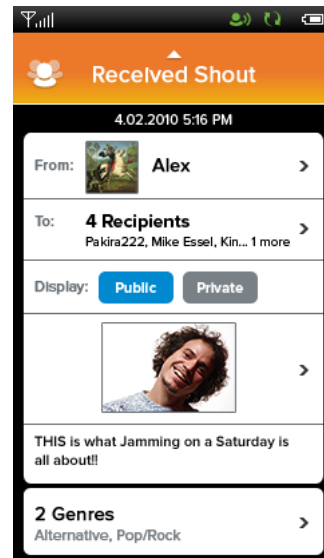 Received Shout
4.02.2010 5:16 PM
From: Alex
To: 4 Recipients
Pakira222, Mike Essel, Kin... 1 more
Display: Public Private
THIS is what Jamming on a Saturday is
all about!!
2 Genres
Alternative, Pop/Rock